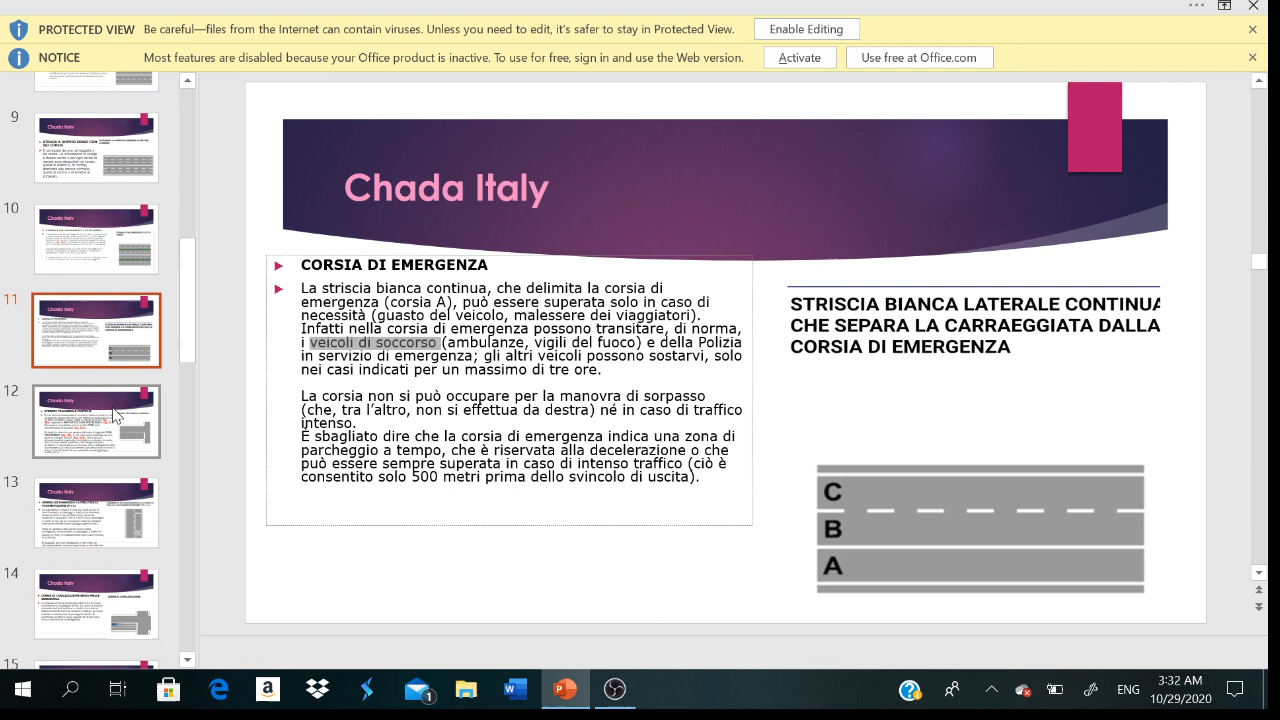 PROTECTED VIEW Be careful—files from the Internet can contain viruses. Unless you need to edit, it's safer to stay in Protected View. Enable Editing
NOTICE Most features are disabled because your Office product is inactive. To use for free, sign in and use the Web version. Activate Use free at Office.com
9
Chada Italy
10
Chada Italy
11
Chada Italy
12
Chada Italy
13
Chada Italy
14
Chada Italy
15
Chada Italy
CORSIA DI EMERGENZA
La striscia bianca continua, che delimita la corsia di
emergenza (corsia A), può essere superata solo in caso di
necessità (guasto del veicolo, malessere dei viaggiatori).
Infatti nella corsia di emergenza possono transitare, di norma,
i veicoli di soccorso (ambulanze, vigili del fuoco) e della Polizia
in servizio di emergenza; gli altri veicoli possono sostarvi, solo
nei casi indicati per un massimo di tre ore.
La corsia non si può occupare per la manovra di sorpasso
(che, tra l'altro, non si effettua da destra) né in caso di traffico
intenso.
È sbagliato dire che la corsia di emergenza indica una zona di
parcheggio a tempo, che è riservata alla decelerazione o che
può essere sempre superata in caso di intenso traffico (ciò è
consentito solo 500 metri prima dello svincolo di uscita).
STRISCIA BIANCA LATERALE CONTINUA
CHE SEPARA LA CARRAEGGIATA DALLA
CORSIA DI EMERGENZA
C
B
A
1
ENG
3:32 AM
10/29/2020